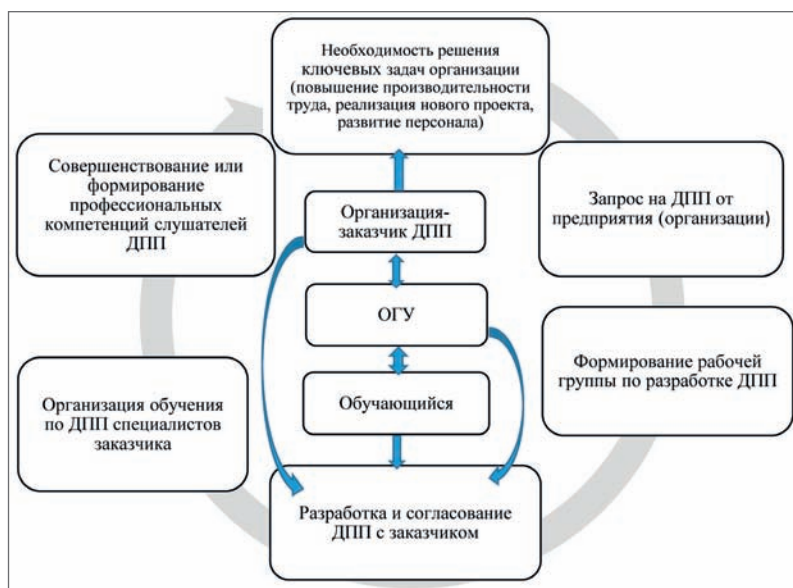 Необходимость решения
ключевых задач организации
(повышение производительности
труда, реализация нового проекта,
развитие персонала)
Совершенствование или
формирование
профессиональных
компетенций слушателей
ДПП
Организация-
заказчик ДПП
Запрос на ДПП от
предприятия (организации)
ОГУ
Формирование рабочей
группы по разработке ДПП
Обучающийся
Организация обучения
по ДПП специалистов
заказчика
Разработка и согласование
ДПП с заказчиком